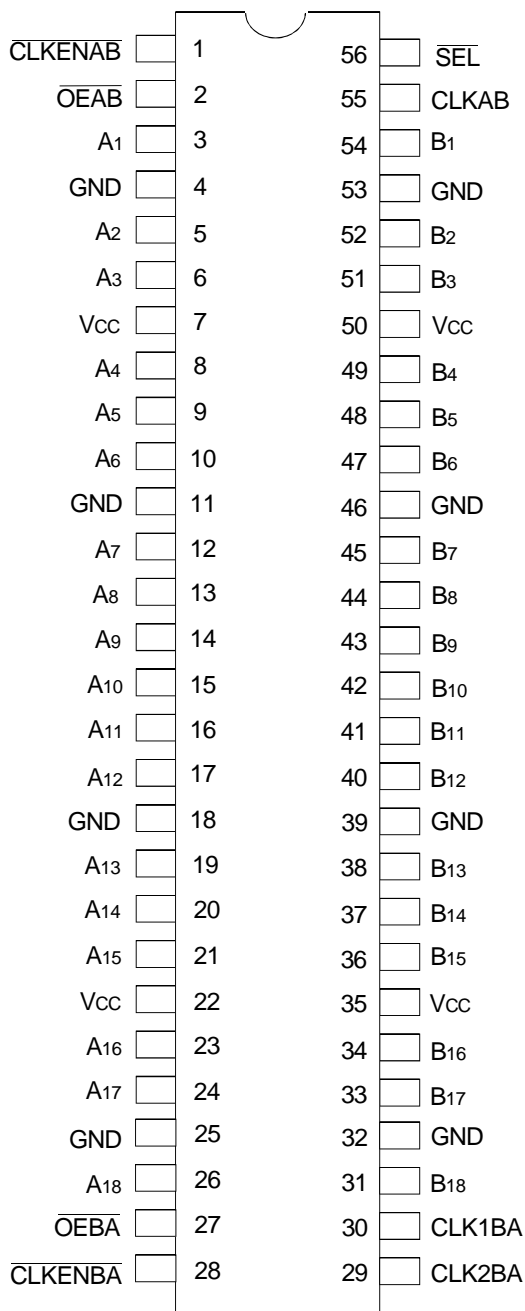 C̅L̅K̅E̅N̅A̅B̅ 1 56 S̅E̅L̅
O̅E̅A̅B̅ 2 55 CLKAB
A1 3 54 B1
GND 4 53 GND
A2 5 52 B2
A3 6 51 B3
VCC 7 50 VCC
A4 8 49 B4
A5 9 48 B5
A6 10 47 B6
GND 11 46 GND
A7 12 45 B7
A8 13 44 B8
A9 14 43 B9
A10 15 42 B10
A11 16 41 B11
A12 17 40 B12
GND 18 39 GND
A13 19 38 B13
A14 20 37 B14
A15 21 36 B15
VCC 22 35 VCC
A16 23 34 B16
A17 24 33 B17
GND 25 32 GND
A18 26 31 B18
O̅E̅B̅A̅ 27 30 CLK1BA
C̅L̅K̅E̅N̅B̅A̅ 28 29 CLK2BA